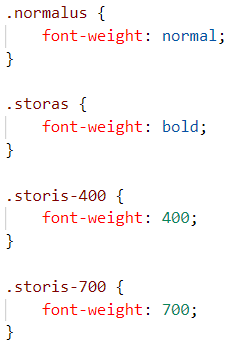 .normalus {
    font-weight: normal;
}

.storas {
    font-weight: bold;
}

.storis-400 {
    font-weight: 400;
}

.storis-700 {
    font-weight: 700;
}